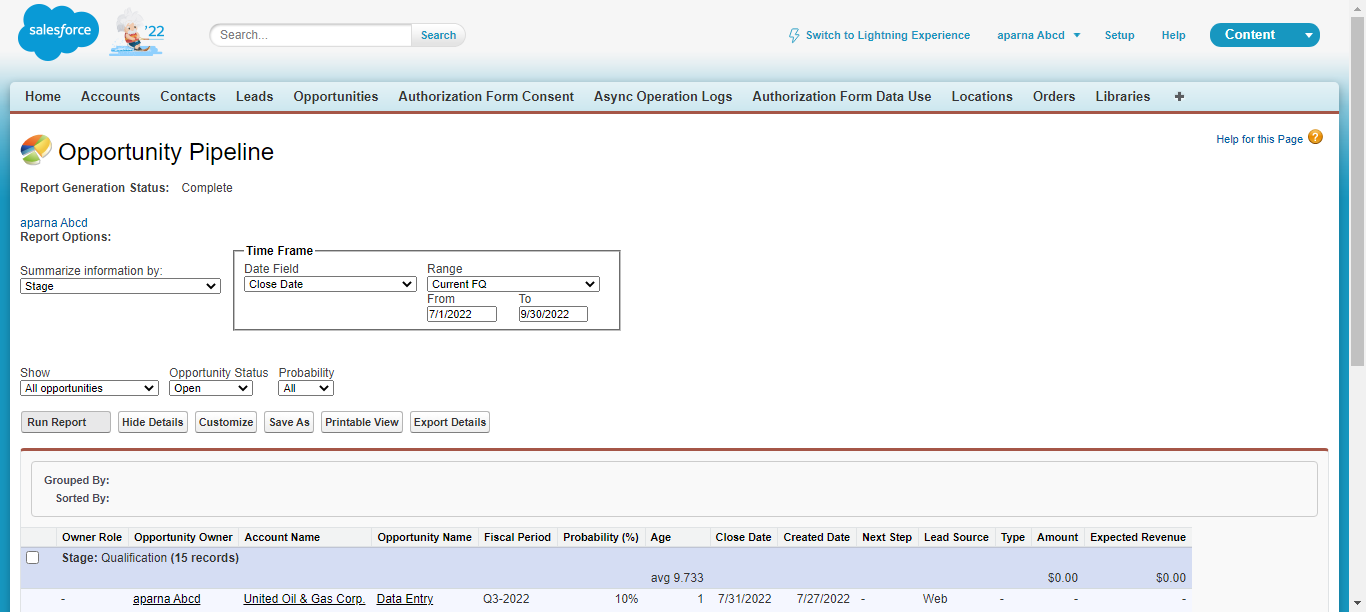 salesforce
'22
Search...
Search
Switch to Lightning Experience
aparna Abcd
Setup
Help
Content
Home Accounts Contacts Leads Opportunities Authorization Form Consent Async Operation Logs Authorization Form Data Use Locations Orders Libraries +
Opportunity Pipeline
Help for this Page ?
Report Generation Status: Complete
aparna Abcd
Report Options:
Time Frame
Summarize information by:
Stage
Date Field
Close Date
Range
Current FQ
From To
7/1/2022 9/30/2022
Show Opportunity Status Probability
All opportunities Open All
Run Report Hide Details Customize Save As Printable View Export Details
Grouped By:
Sorted By:
Owner Role Opportunity Owner Account Name Opportunity Name Fiscal Period Probability (%) Age Close Date Created Date Next Step Lead Source Type Amount Expected Revenue
Stage: Qualification (15 records)
avg 9.733 $0.00 $0.00
- aparna Abcd United Oil & Gas Corp. Data Entry Q3-2022 10% 1 7/31/2022 7/27/2022 - Web - - -